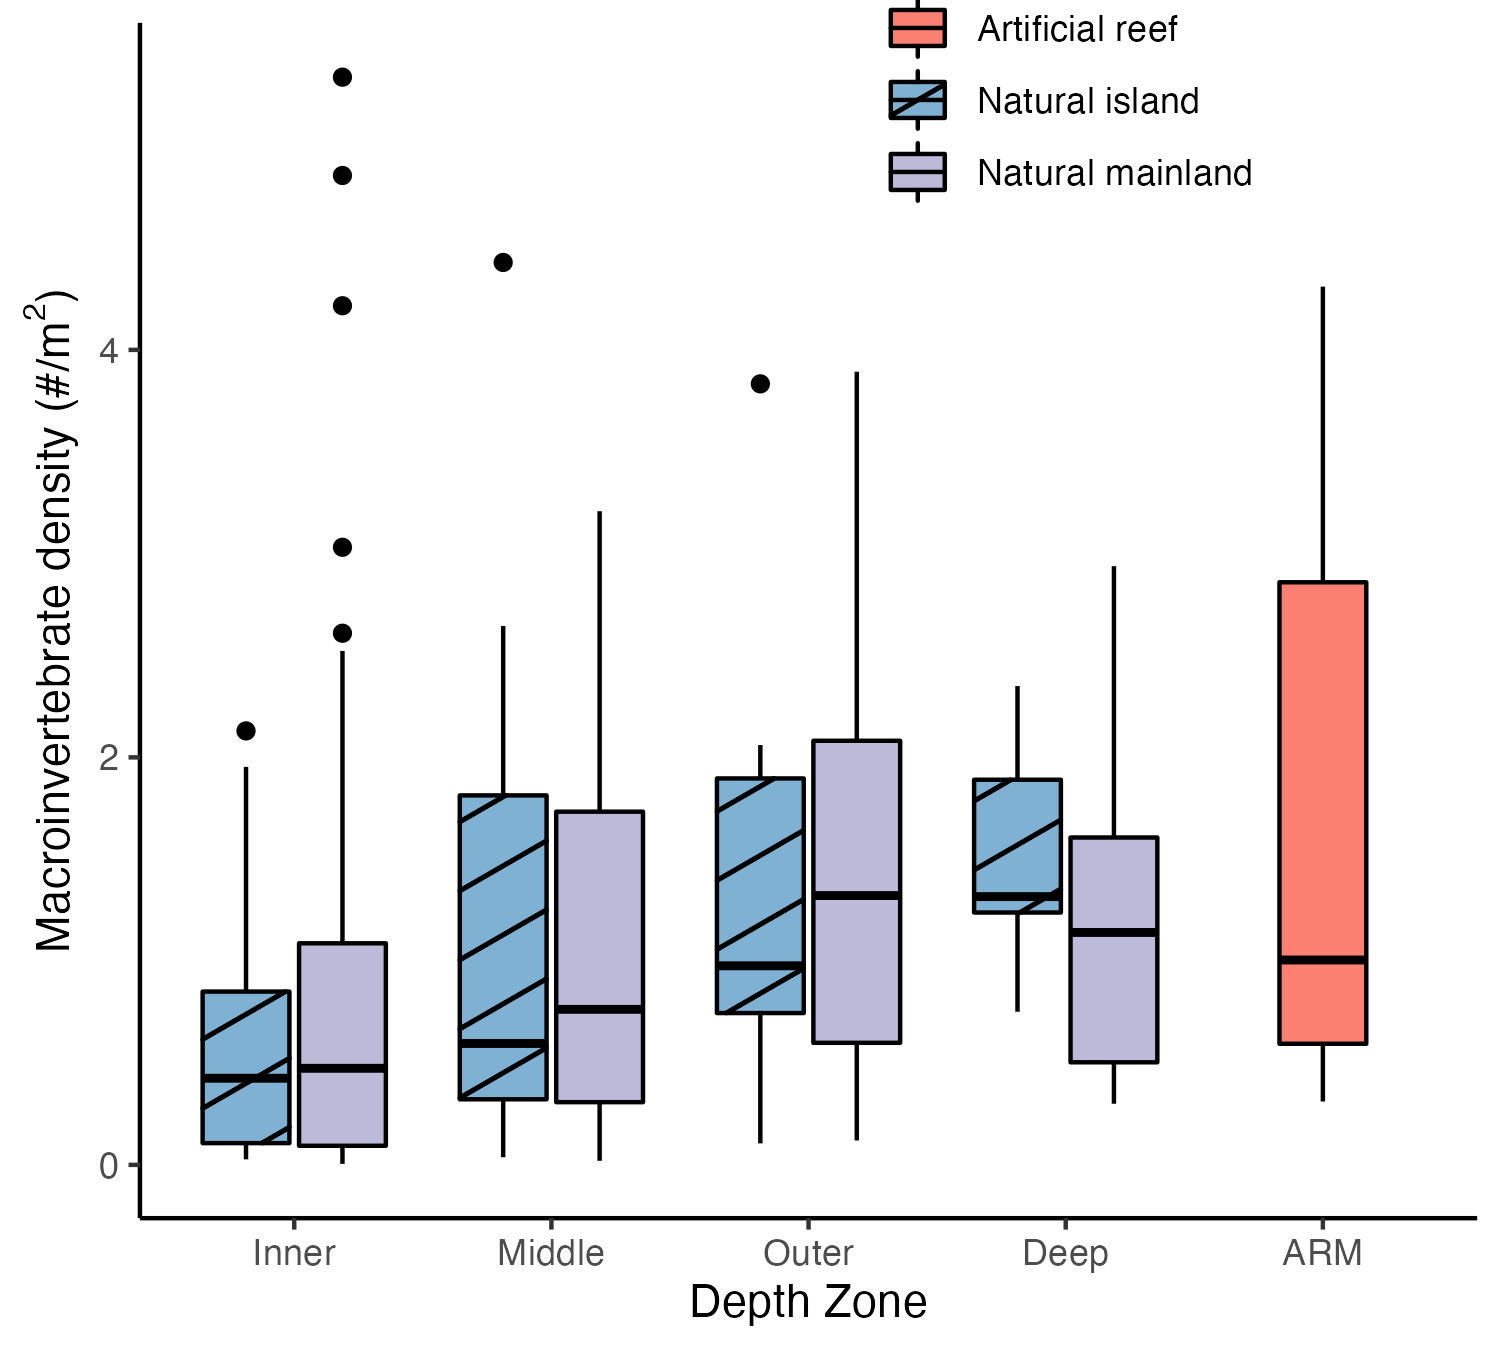 Artificial reef
Natural island
Natural mainland
Macroinvertebrate density (#/m²)
4
2
0
Inner Middle Outer Deep ARM
Depth Zone